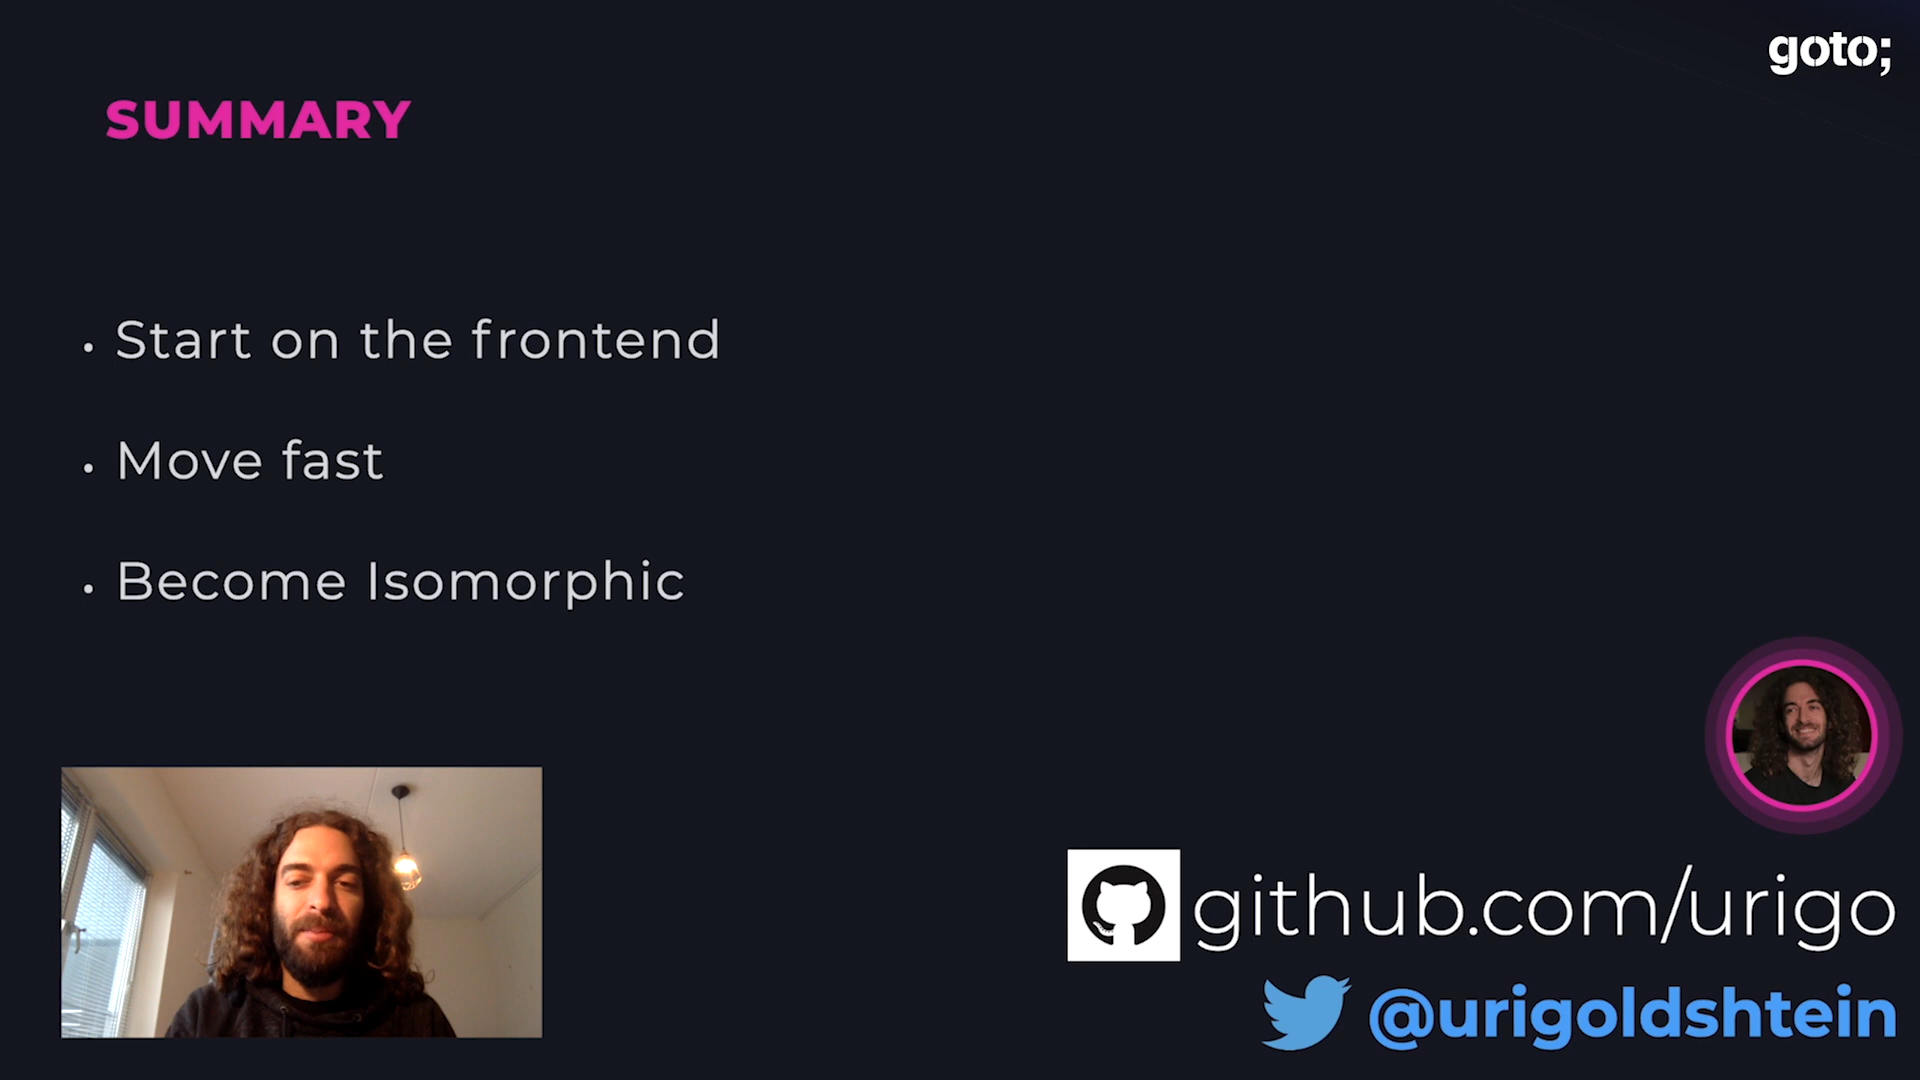 goto;
SUMMARY
• Start on the frontend
• Move fast
• Become Isomorphic
github.com/urigo
@urigoldshtein